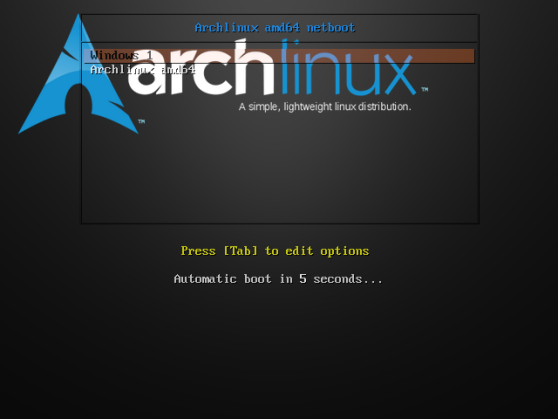 Archlinux amd64 netboot
Windows 1
Archlinux amd64
archlinux™
A simple, lightweight linux distribution.
™
Press [Tab] to edit options
Automatic boot in 5 seconds...